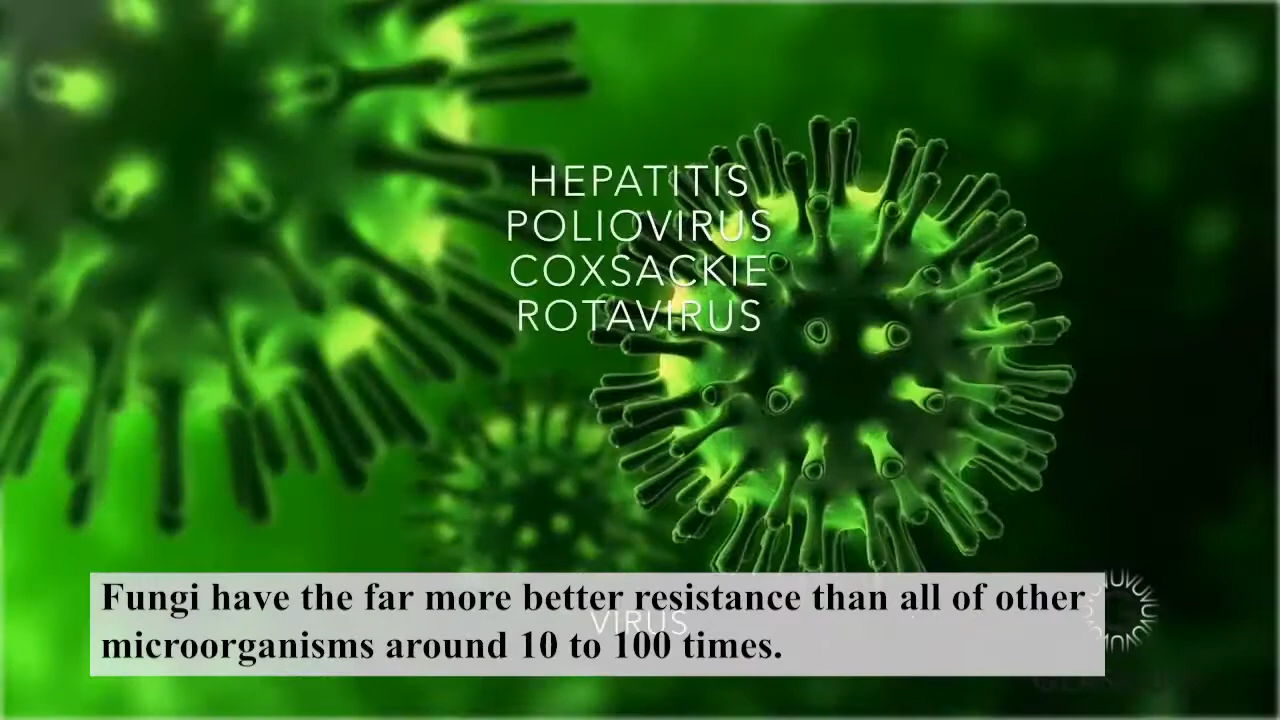 HEPATITIS
POLIOVIRUS
COXSACKIE
ROTAVIRUS
Fungi have the far more better resistance than all of other
VIRUS
microorganisms around 10 to 100 times.